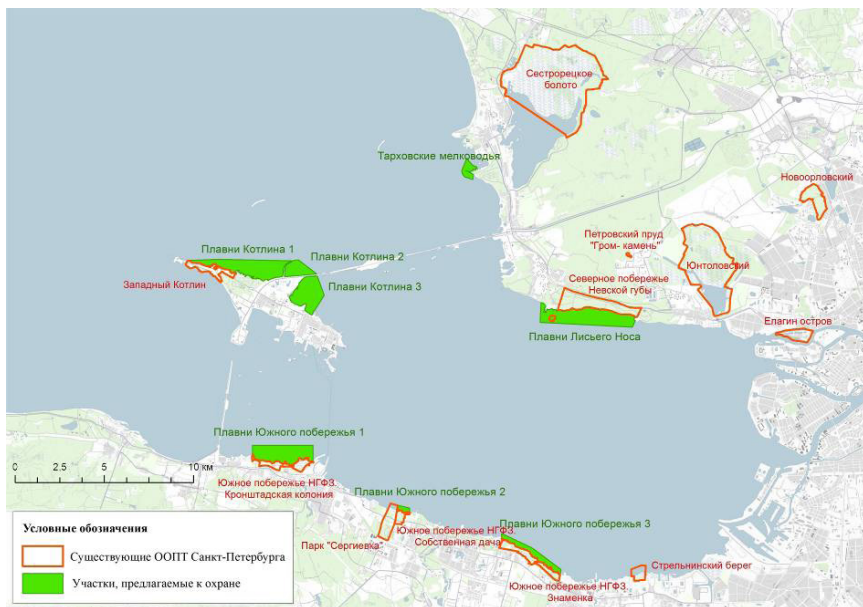 Сестрорецкое
болото
Тарховские мелководья
Новоорловский
Петровский пруд
"Гром- камень"
Юнтоловский
Плавни Котлина 1
Плавни Котлина 2
Западный Котлин
Плавни Котлина 3
Северное побережье
Невской губы
Елагин остров
Плавни Лисьего Носа
Плавни Южного побережья 1
0 2.5 5 10 км
Южное побережье НГФЗ.
Кронштадская колония
Плавни Южного побережья 2
Плавни Южного побережья 3
Южное побережье НГФЗ.
Собственная дача
Парк "Сергиевка"
Стрельнинский берег
Южное побережье НГФЗ.
Знаменка
Условные обозначения
Существующие ООПТ Санкт-Петербурга
Участки, предлагаемые к охране